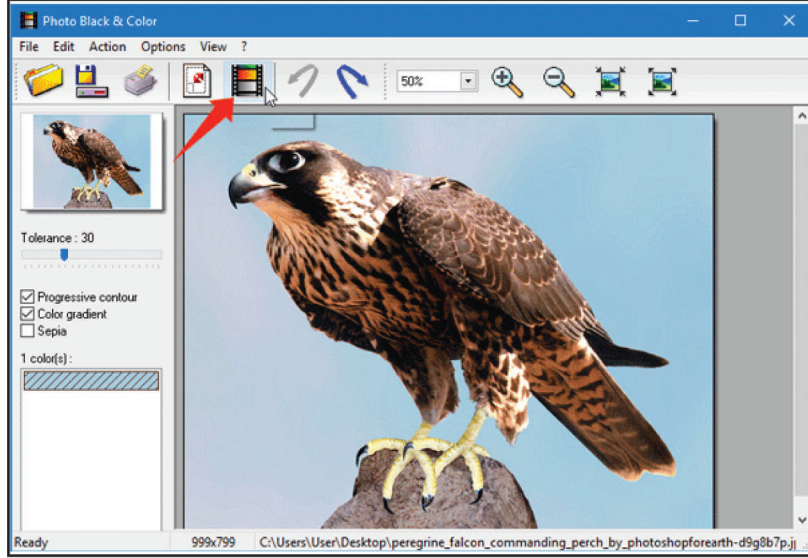 Photo Black & Color
File Edit Action Options View ?
50%
Tolerance : 30
Progressive contour
Color gradient
Sepia
1 color(s) :
Ready 999x799 C:\Users\User\Desktop\peregrine_falcon_commanding_perch_by_photoshopforearth-d9g8b7p.j